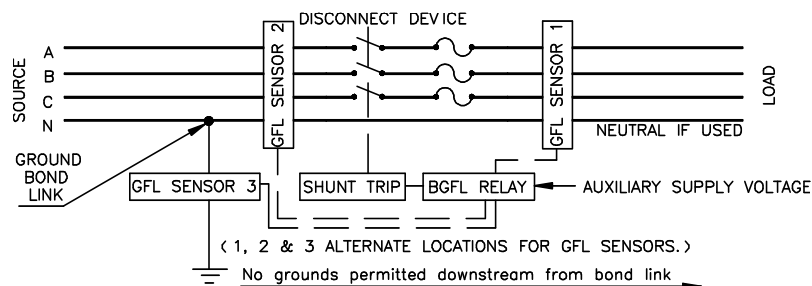 DISCONNECT DEVICE
SOURCE
A
B
C
N
GFL SENSOR 2
GFL SENSOR 1
LOAD
NEUTRAL IF USED
GROUND
BOND
LINK
GFL SENSOR 3
SHUNT TRIP
BGFL RELAY
AUXILIARY SUPPLY VOLTAGE
( 1, 2 & 3 ALTERNATE LOCATIONS FOR GFL SENSORS.)
No grounds permitted downstream from bond link